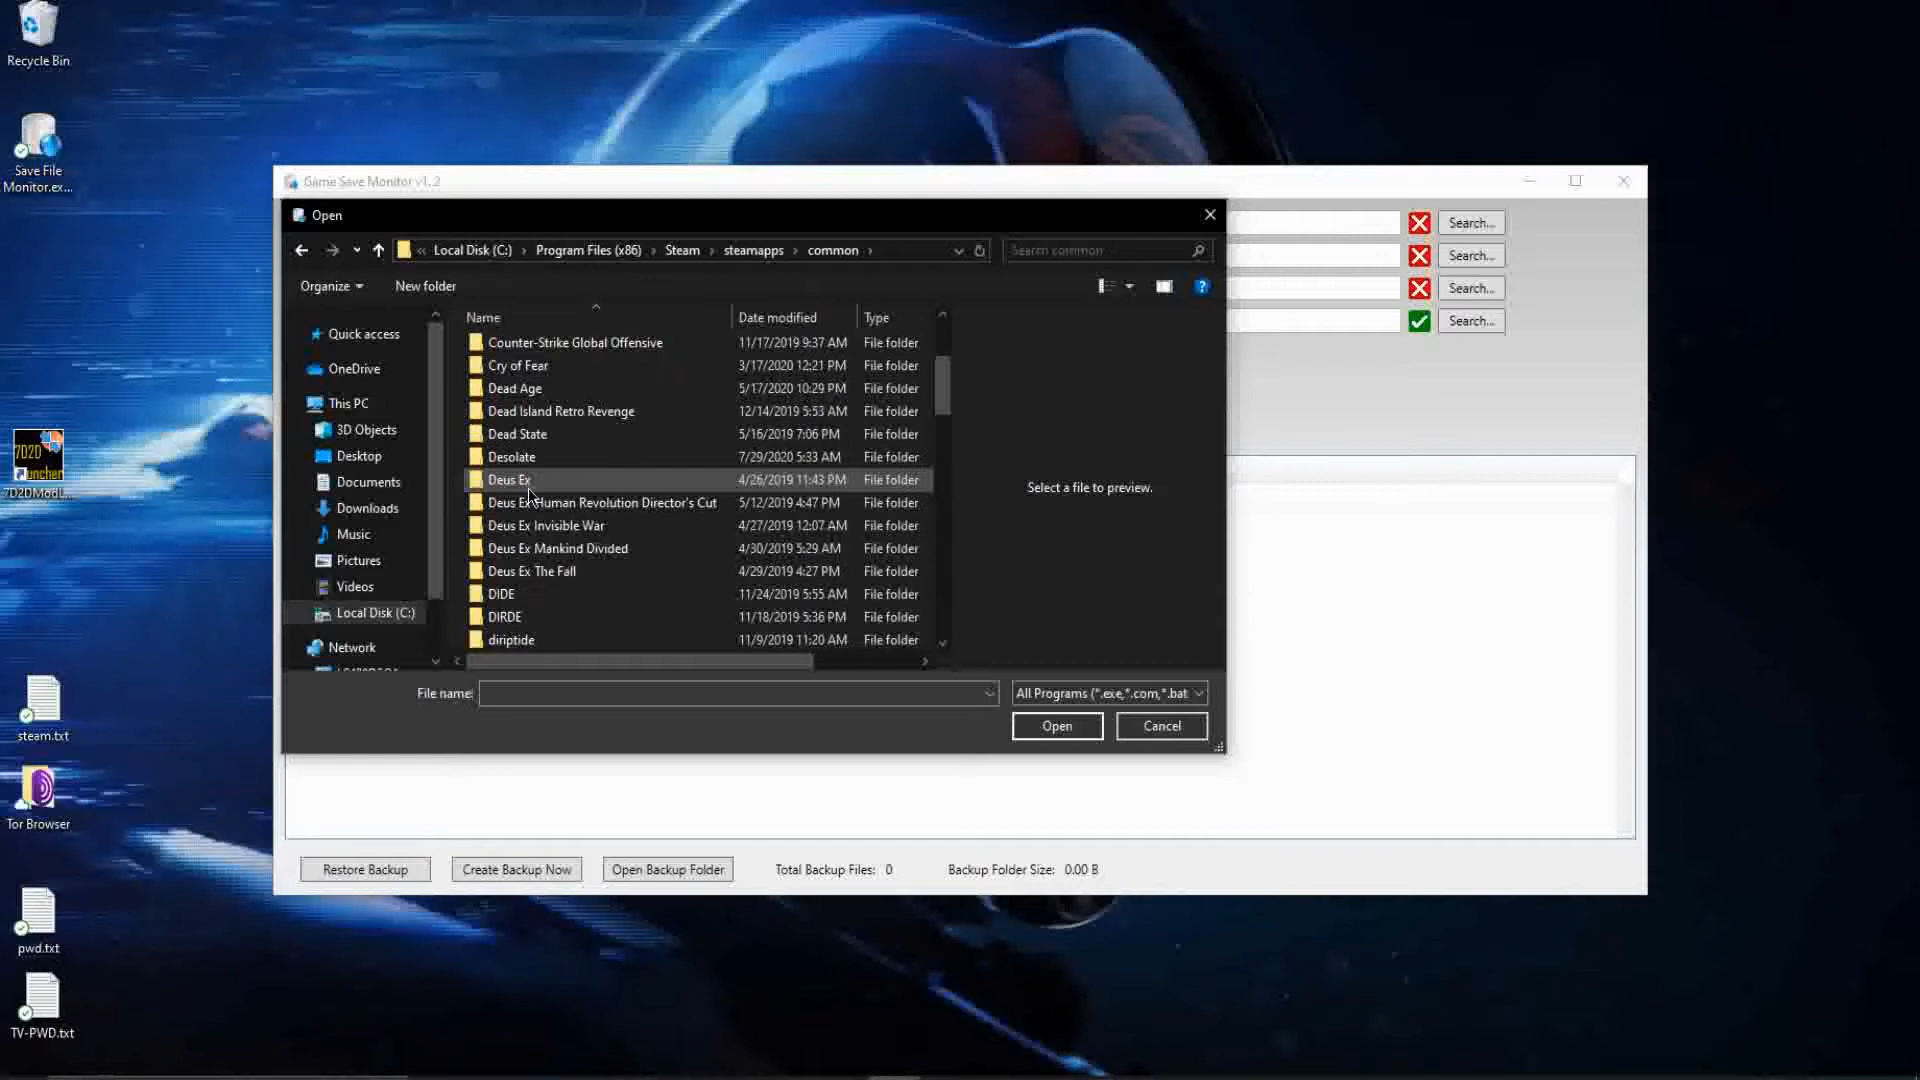 Recycle Bin
Save File
Monitor.ex...
steam.txt
Tor Browser
pwd.txt
TV-PWD.txt
Game Save Monitor v1.2
Open
« Local Disk (C:) › Program Files (x86) › Steam › steamapps › common ›
Search common
Organize
New folder
Quick access
OneDrive
This PC
3D Objects
Desktop
Documents
Downloads
Music
Pictures
Videos
Local Disk (C:)
Network
Name Date modified Type
Counter-Strike Global Offensive 11/17/2019 9:37 AM File folder
Cry of Fear 3/17/2020 12:21 PM File folder
Dead Age 5/17/2020 10:29 PM File folder
Dead Island Retro Revenge 12/14/2019 5:53 AM File folder
Dead State 5/16/2019 7:06 PM File folder
Desolate 7/29/2020 5:33 AM File folder
Deus Ex 4/26/2019 11:43 PM File folder
Deus Ex Human Revolution Director's Cut 5/12/2019 4:47 PM File folder
Deus Ex Invisible War 4/27/2019 12:07 AM File folder
Deus Ex Mankind Divided 4/30/2019 5:29 AM File folder
Deus Ex The Fall 4/29/2019 4:27 PM File folder
DIDE 11/24/2019 5:55 AM File folder
DIRDE 11/18/2019 5:36 PM File folder
diriptide 11/9/2019 11:20 AM File folder
Select a file to preview.
File name:
All Programs (*.exe,*.com,*.bat
Open
Cancel
Search...
Search...
Search...
Search...
Restore Backup
Create Backup Now
Open Backup Folder
Total Backup Files: 0
Backup Folder Size: 0.00 B